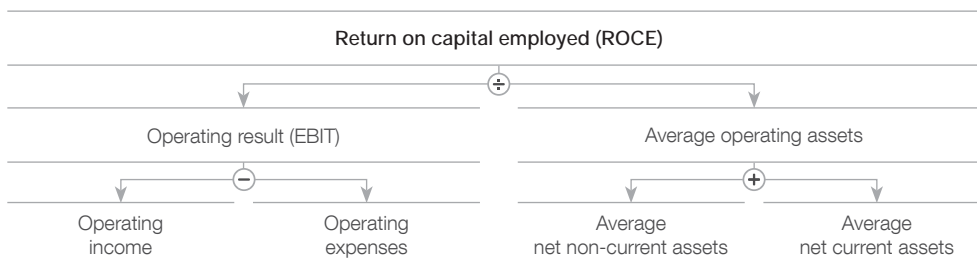 Return on capital employed (ROCE)
÷
Operating result (EBIT)
Average operating assets
−
+
Operating
income
Operating
expenses
Average
net non-current assets
Average
net current assets